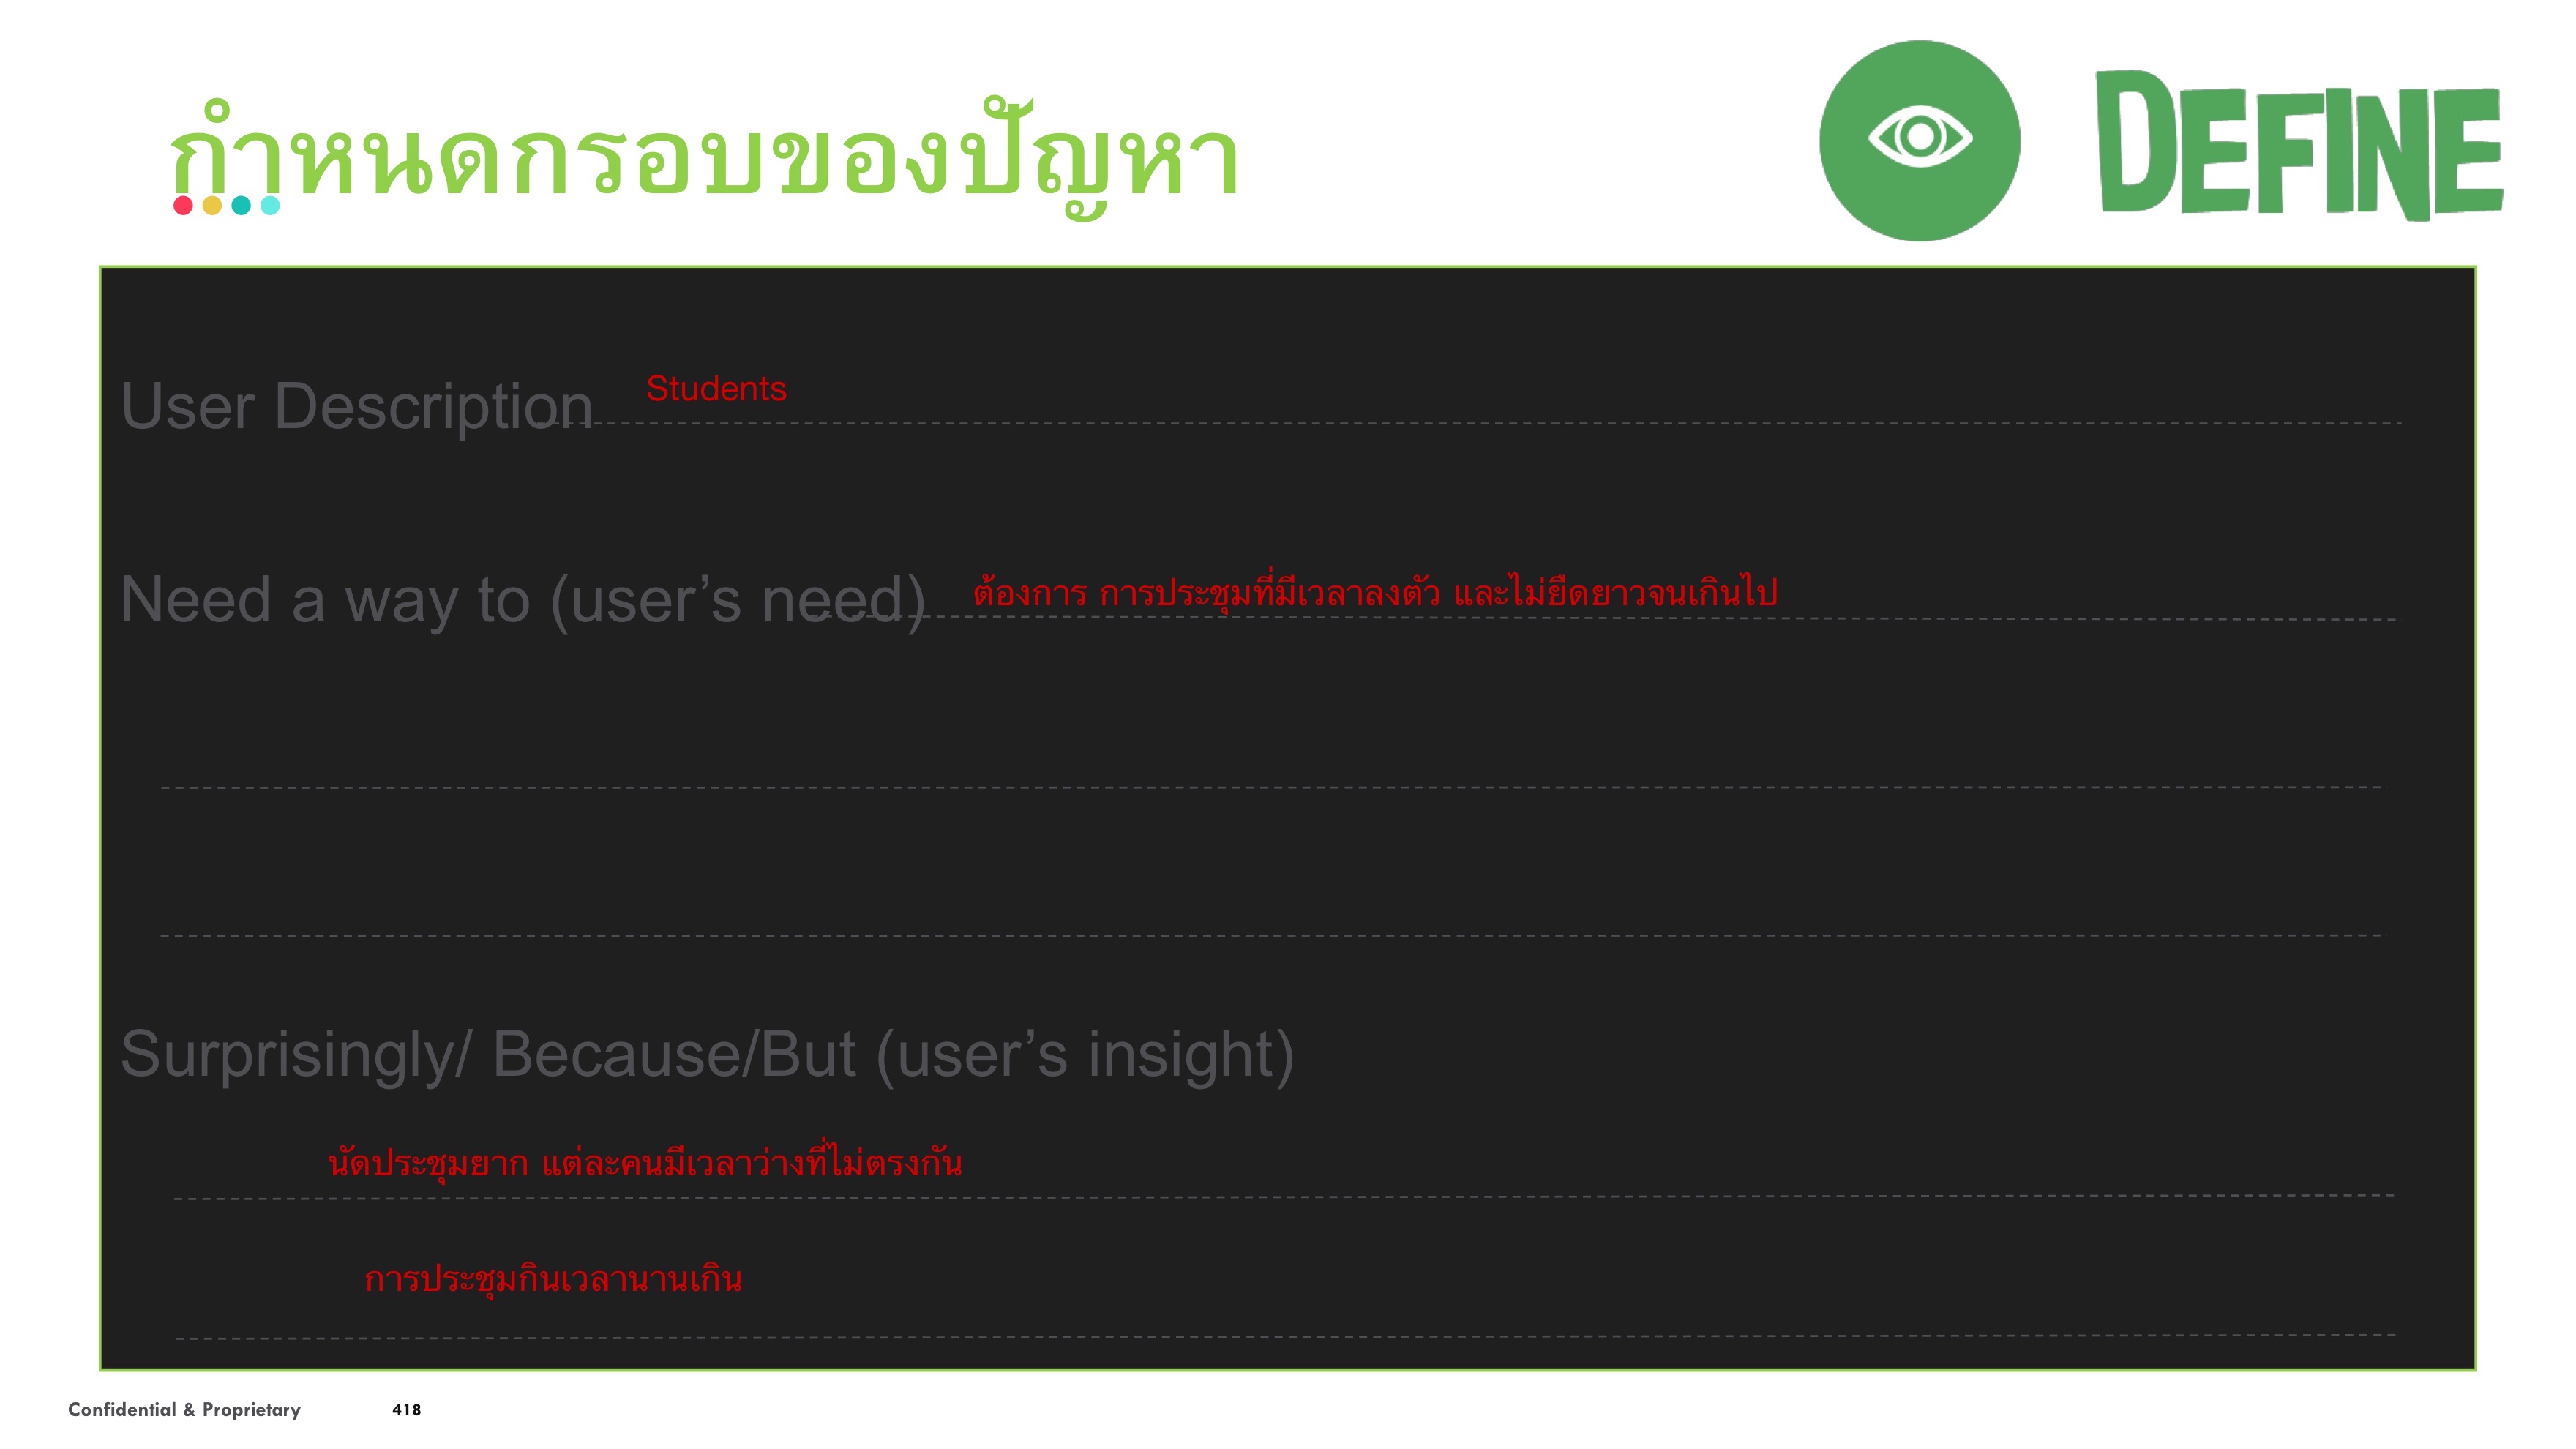 กำหนดกรอบของปัญหา
DEFINE
User Description Students
Need a way to (user’s need) ต้องการ การประชุมที่มีเวลาลงตัว และไม่ยืดยาวจนเกินไป
Surprisingly/ Because/But (user’s insight)
นัดประชุมยาก แต่ละคนมีเวลาว่างที่ไม่ตรงกัน
การประชุมกินเวลานานเกิน
Confidential & Proprietary 418